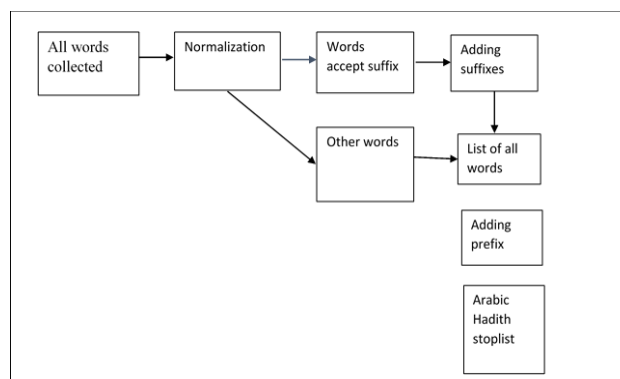 All words
collected
Normalization
Words
accept suffix
Adding
suffixes
Other words
List of all
words
Adding
prefix
Arabic
Hadith
stoplist